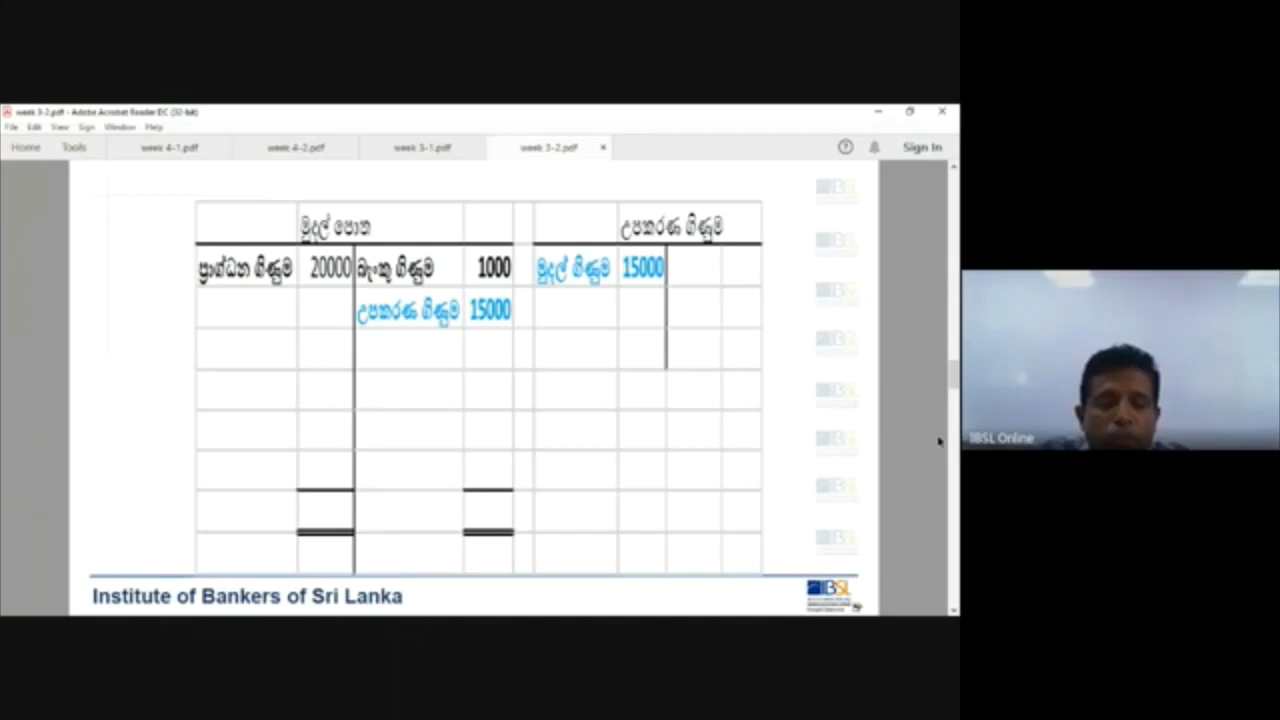 week 3-2.pdf - Adobe Acrobat Reader DC (32-bit)
File Edit View Sign Window Help
Home Tools week 4-1.pdf week 4-2.pdf week 3-1.pdf week 3-2.pdf × Sign In
මුදල් පොත උපකරණ ගිණුම
ප්‍රාග්ධන ගිණුම 20000 බැංකු ගිණුම 1000 මුදල් ගිණුම 15000
උපකරණ ගිණුම 15000
IBSL Online
Institute of Bankers of Sri Lanka
IBSL